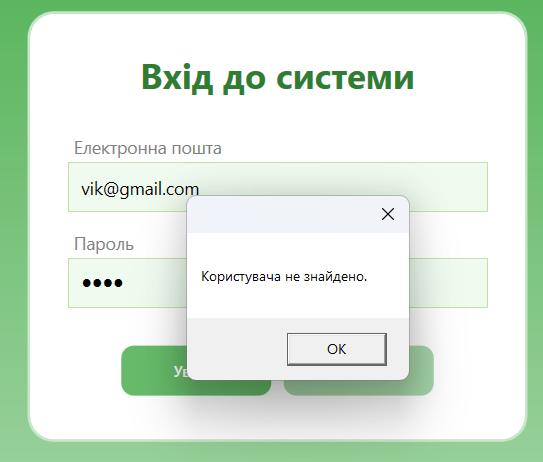 Вхід до системи
Електронна пошта
vik@gmail.com
Пароль
Користувача не знайдено.
OK